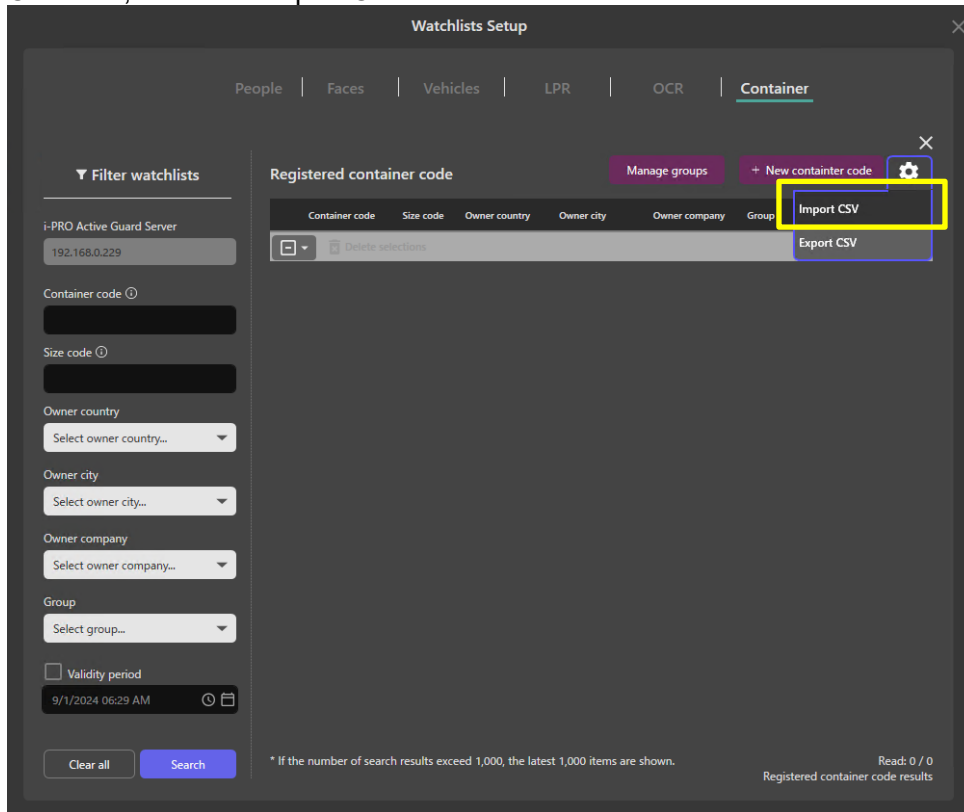 Watchlists Setup
People | Faces | Vehicles | LPR | OCR | Container
Filter watchlists
Registered container code
Manage groups
+ New containter code
Import CSV
Export CSV
Container code Size code Owner country Owner city Owner company Group
Delete selections
i-PRO Active Guard Server
192.168.0.229
Container code
Size code
Owner country
Select owner country...
Owner city
Select owner city...
Owner company
Select owner company...
Group
Select group...
Validity period
9/1/2024 06:29 AM
Clear all
Search
* If the number of search results exceed 1,000, the latest 1,000 items are shown.
Read: 0 / 0
Registered container code results